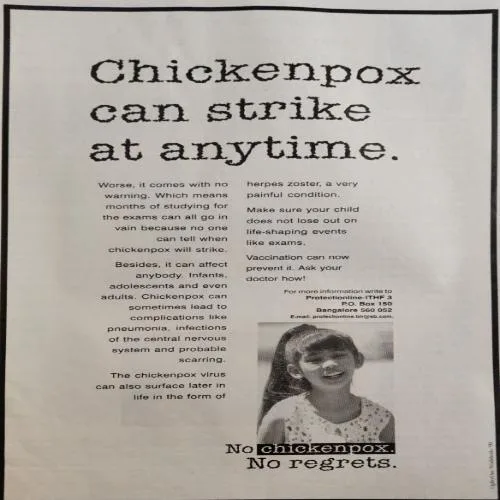 Chickenpox
can strike
at anytime.
Worse, it comes with no
warning. Which means
months of studying for
the exams can all go in
vain because no one
can tell when
chickenpox will strike.
Besides, it can affect
anybody. Infants,
adolescents and even
adults. Chickenpox can
sometimes lead to
complications like
pneumonia, infections
of the central nervous
system and probable
scarring.
The chickenpox virus
can also surface later in
life in the form of
herpes zoster, a very
painful condition.
Make sure your child
does not lose out on
life-shaping events
like exams.
Vaccination can now
prevent it. Ask your
doctor how!
For more information write to
Protectionline-ITHF 3
P.O. Box 150
Bangalore 560 052
No chickenpox.
No regrets.